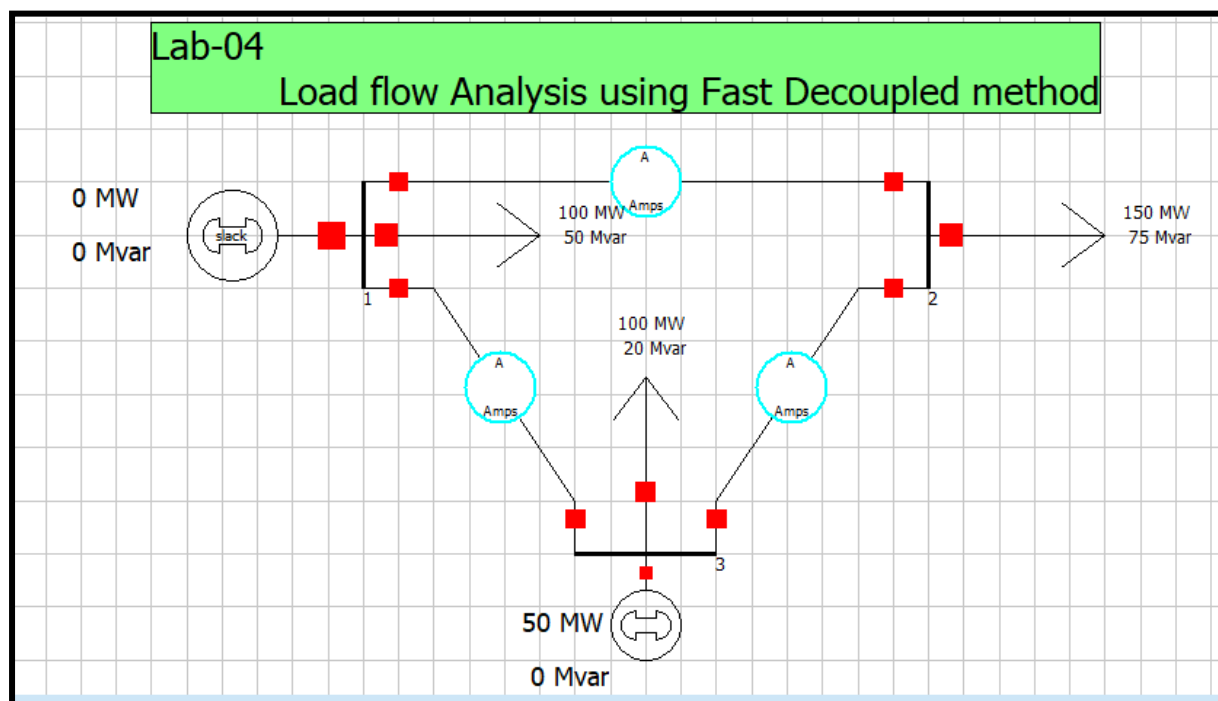 Lab-04
Load flow Analysis using Fast Decoupled method
A
Amps
0 MW
0 Mvar
slack
100 MW
50 Mvar
150 MW
75 Mvar
1
2
100 MW
20 Mvar
A
Amps
A
Amps
3
50 MW
0 Mvar